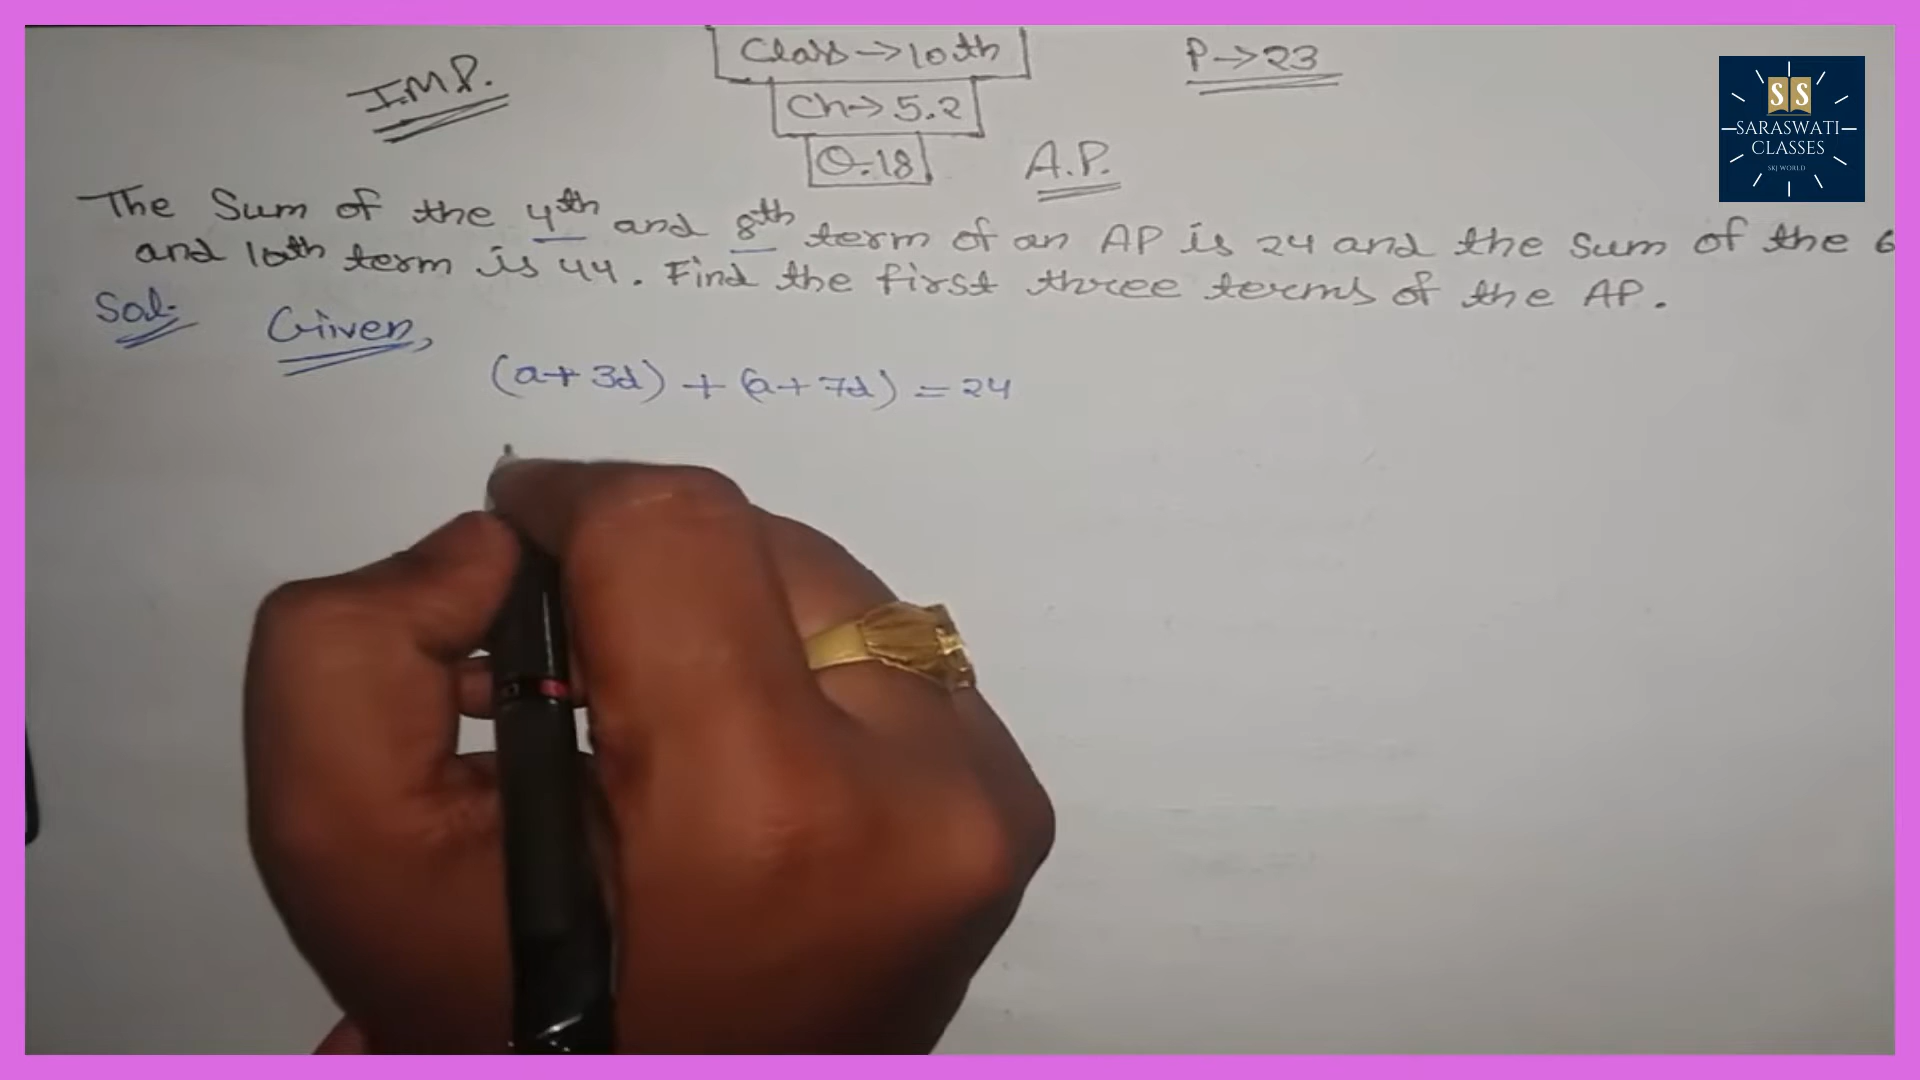 I.M.P.
Class → 10th
P → 23
Ch → 5.2
Q.18
A.P.
The Sum of the 4th and 8th term of an AP is 24 and the sum of the 6
and 10th term is 44. Find the first three terms of the AP.
Sol.
Given,
(a+3d) + (a+7d) = 24
SS
SARASWATI
CLASSES
SKJ WORLD